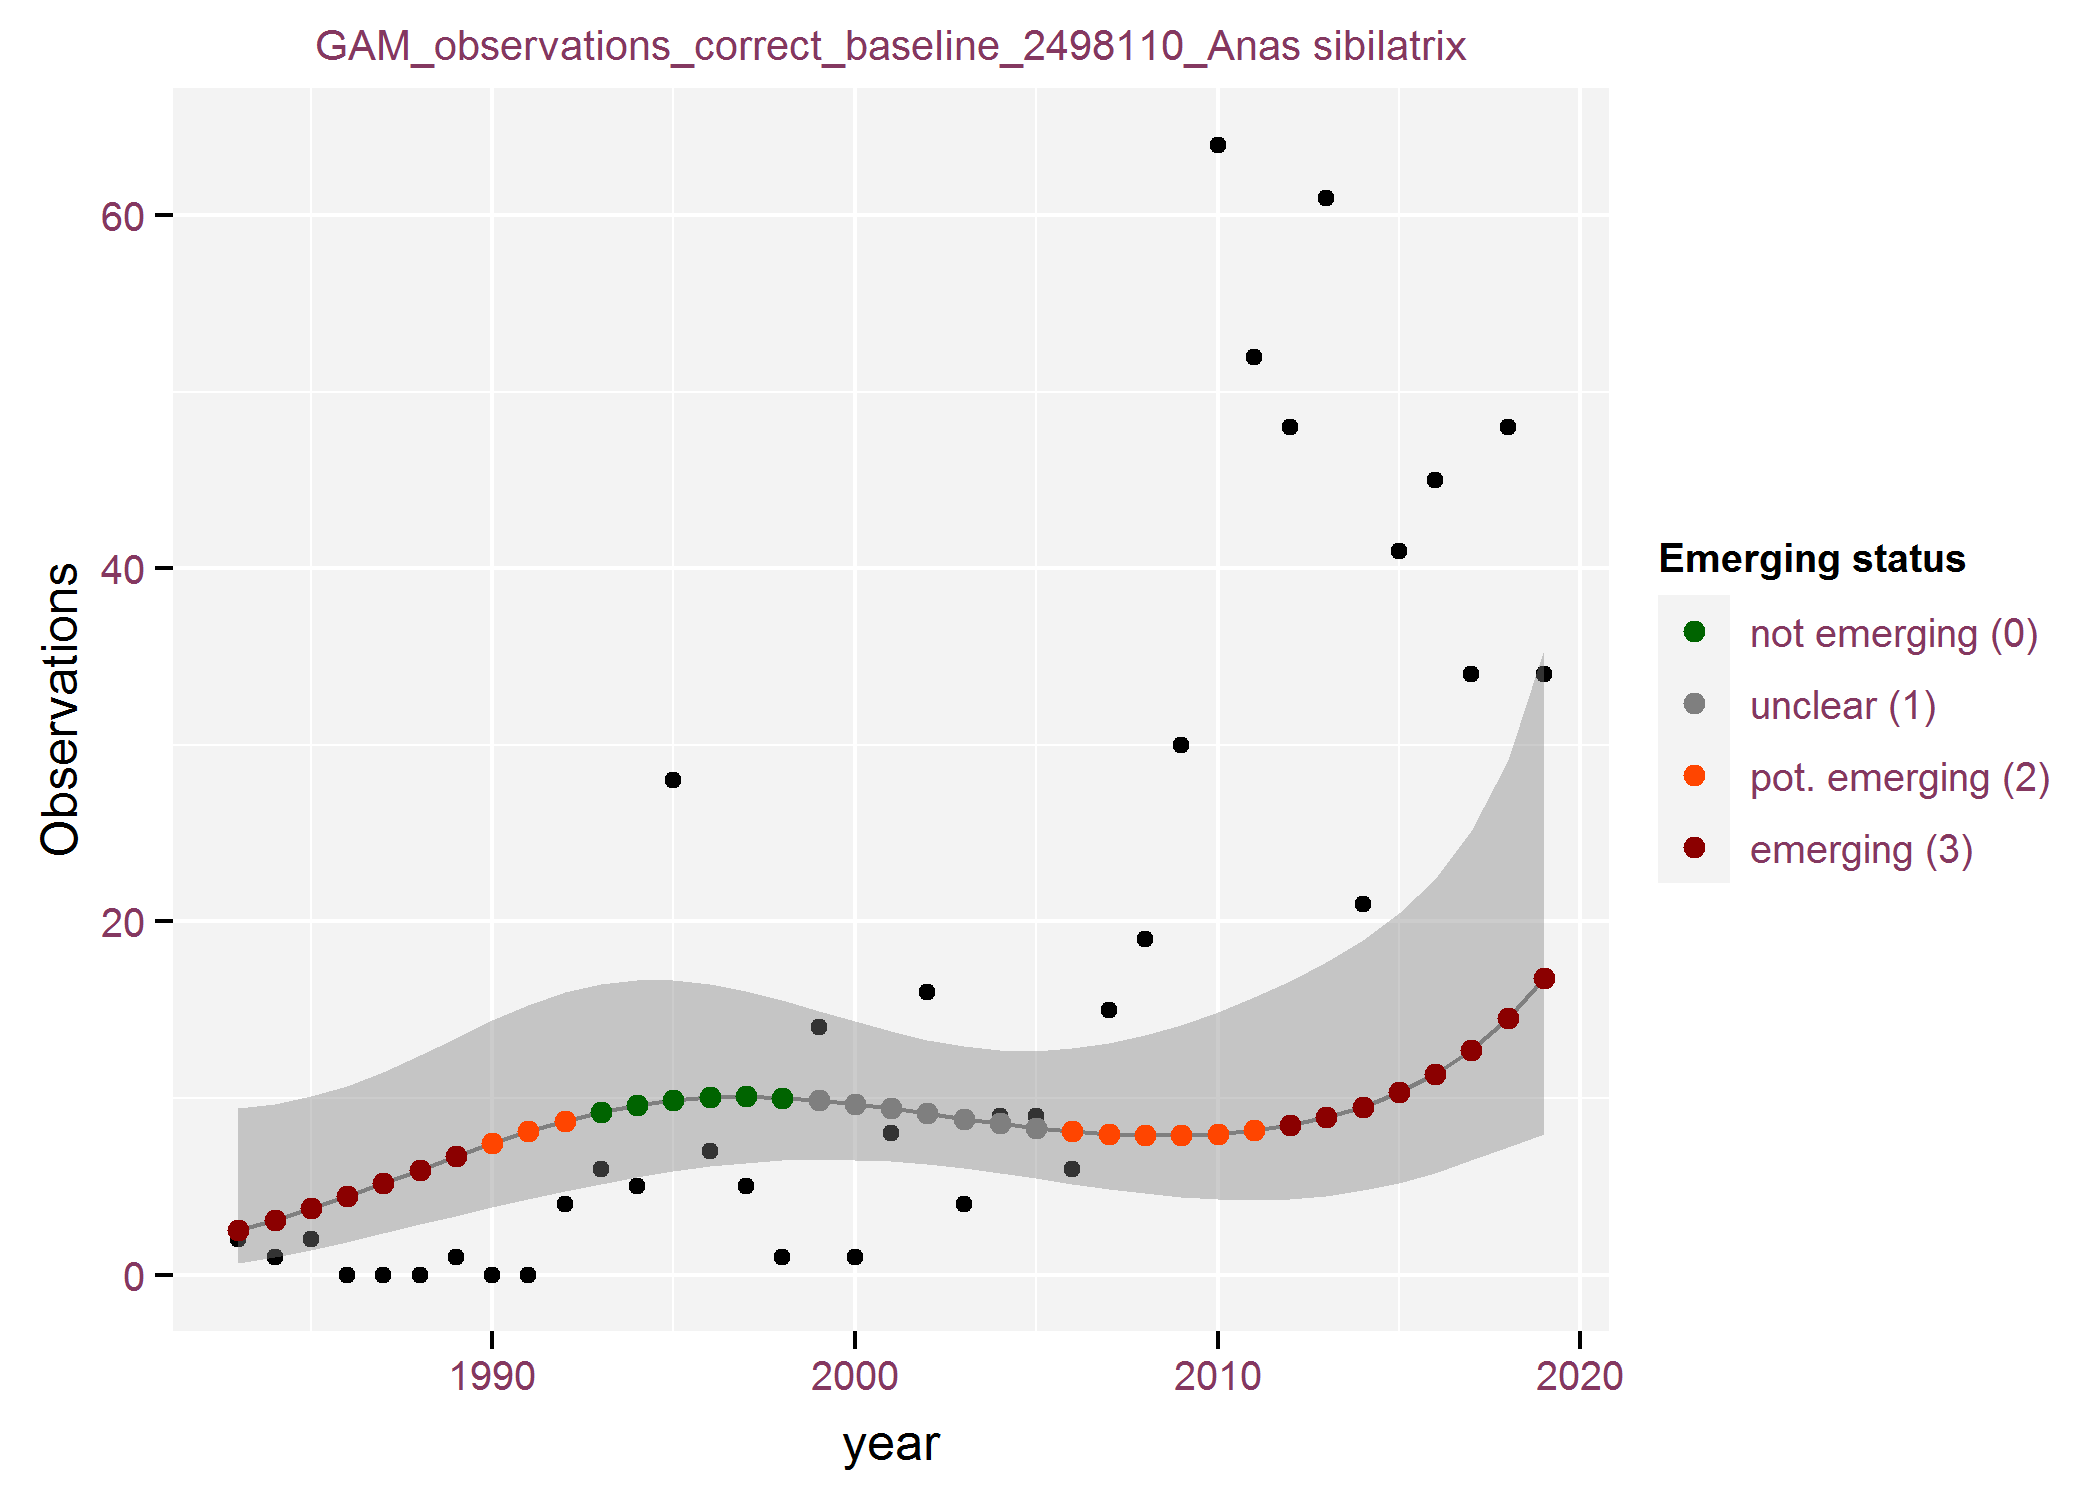 GAM_observations_correct_baseline_2498110_Anas sibilatrix
Observations
60
40
20
0
1990 2000 2010 2020
year
Emerging status
not emerging (0)
unclear (1)
pot. emerging (2)
emerging (3)